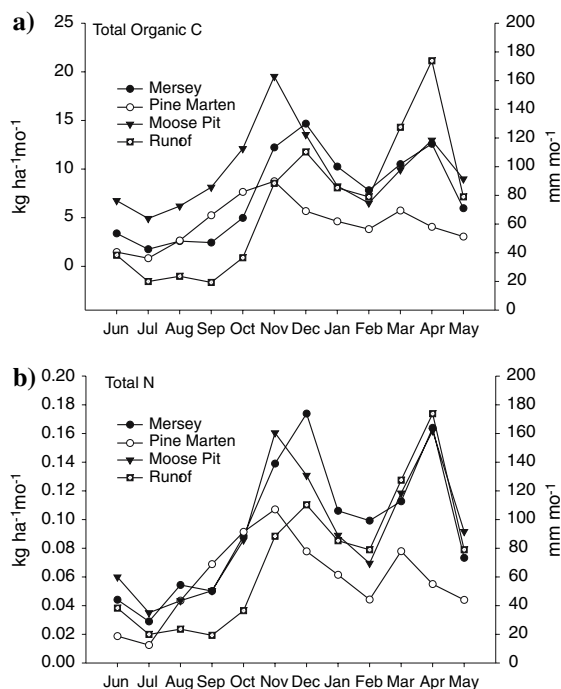 a)
Total Organic C
Mersey
Pine Marten
Moose Pit
Runof
kg ha⁻¹mo⁻¹
25
20
15
10
5
0
200
180
160
140
120
100
80
60
40
20
0
mm mo⁻¹
Jun Jul Aug Sep Oct Nov Dec Jan Feb Mar Apr May
b)
Total N
Mersey
Pine Marten
Moose Pit
Runof
kg ha⁻¹mo⁻¹
0.20
0.18
0.16
0.14
0.12
0.10
0.08
0.06
0.04
0.02
0.00
200
180
160
140
120
100
80
60
40
20
0
mm mo⁻¹
Jun Jul Aug Sep Oct Nov Dec Jan Feb Mar Apr May